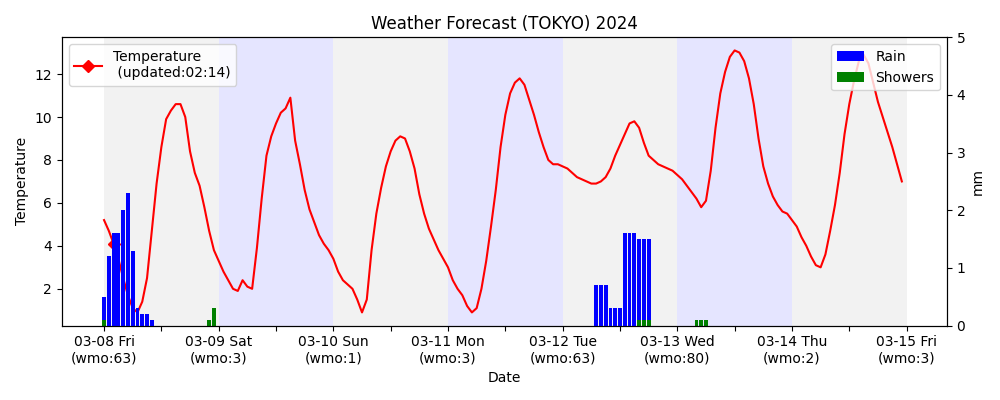 Weather Forecast (TOKYO) 2024
Temperature
(updated:02:14)
Rain
Showers
Temperature
12
10
8
6
4
2
5
4
3
2
1
0
mm
03-08 Fri
(wmo:63)
03-09 Sat
(wmo:3)
03-10 Sun
(wmo:1)
03-11 Mon
(wmo:3)
03-12 Tue
(wmo:63)
03-13 Wed
(wmo:80)
03-14 Thu
(wmo:2)
03-15 Fri
(wmo:3)
Date